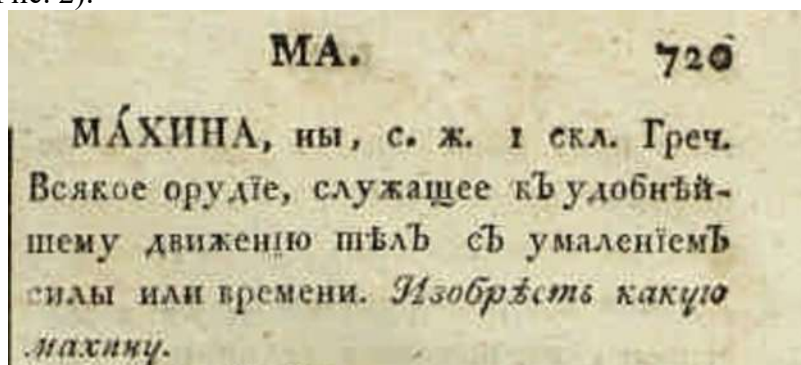 Рис. 2).
МА. 720
МА́ХИНА, ны, с. ж. 1 скл. Греч.
Всякое орудїе, служащее кЪ удобнѣй-
шему движенїю тѣлЪ сЪ умаленїемЪ
силы или времени. Изобрѣсть какую
махину.